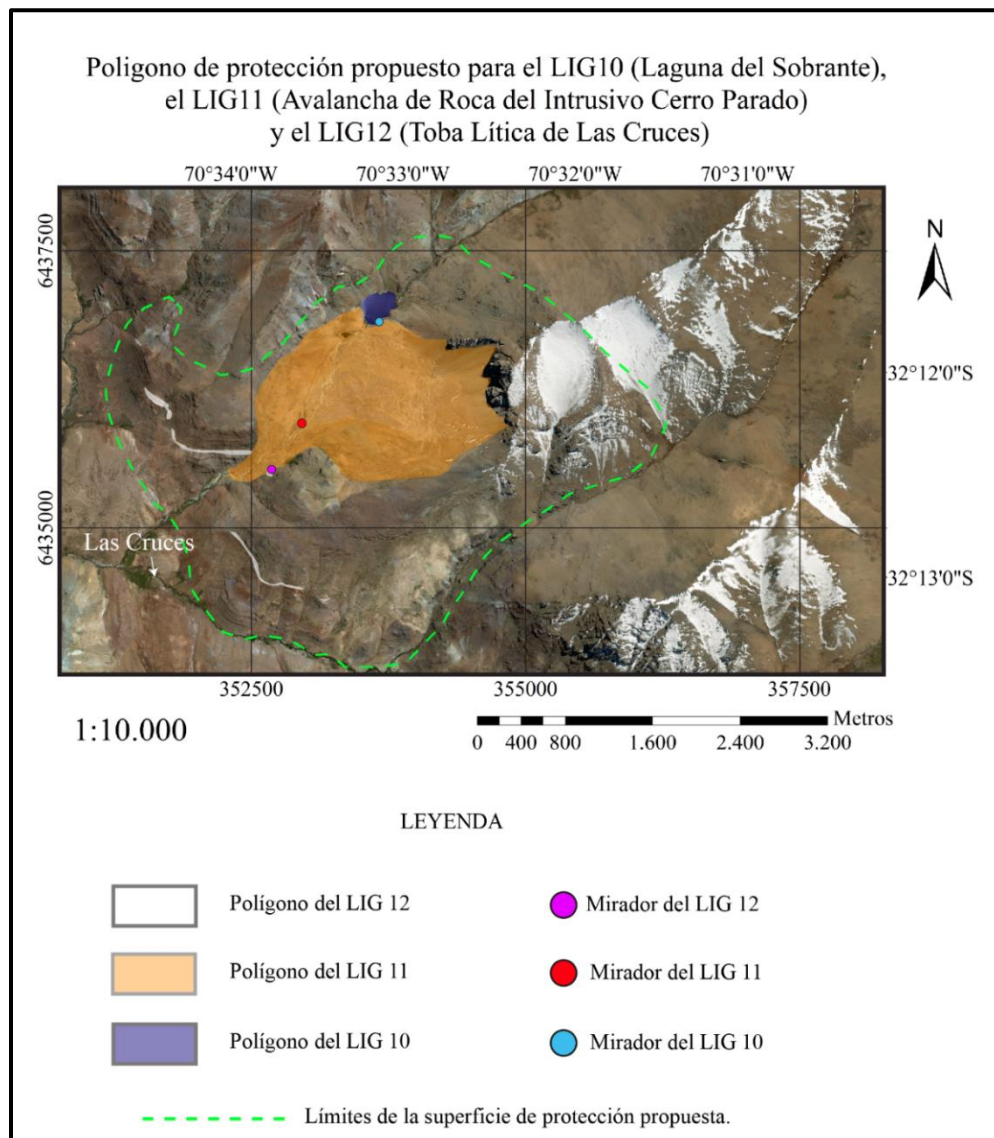 Poligono de protección propuesto para el LIG10 (Laguna del Sobrante),
el LIG11 (Avalancha de Roca del Intrusivo Cerro Parado)
y el LIG12 (Toba Lítica de Las Cruces)
70°34'0"W 70°33'0"W 70°32'0"W 70°31'0"W
6437500
N
32°12'0"S
6435000
Las Cruces
32°13'0"S
352500 355000 357500
1:10.000
Metros
0 400 800 1.600 2.400 3.200
LEYENDA
Polígono del LIG 12 Mirador del LIG 12
Polígono del LIG 11 Mirador del LIG 11
Polígono del LIG 10 Mirador del LIG 10
Límites de la superficie de protección propuesta.